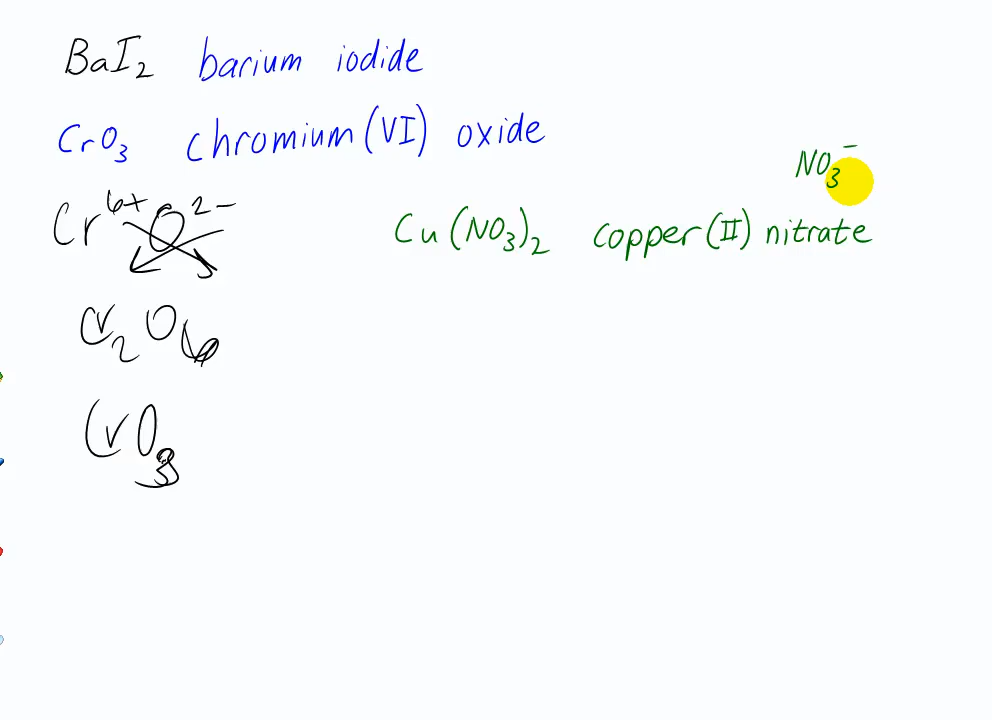 BaI₂ barium iodide
CrO₃ chromium(VI) oxide
NO₃⁻
Cr⁶⁺O²⁻
Cu(NO₃)₂ copper(II) nitrate
Cr₂O₆
CrO₃